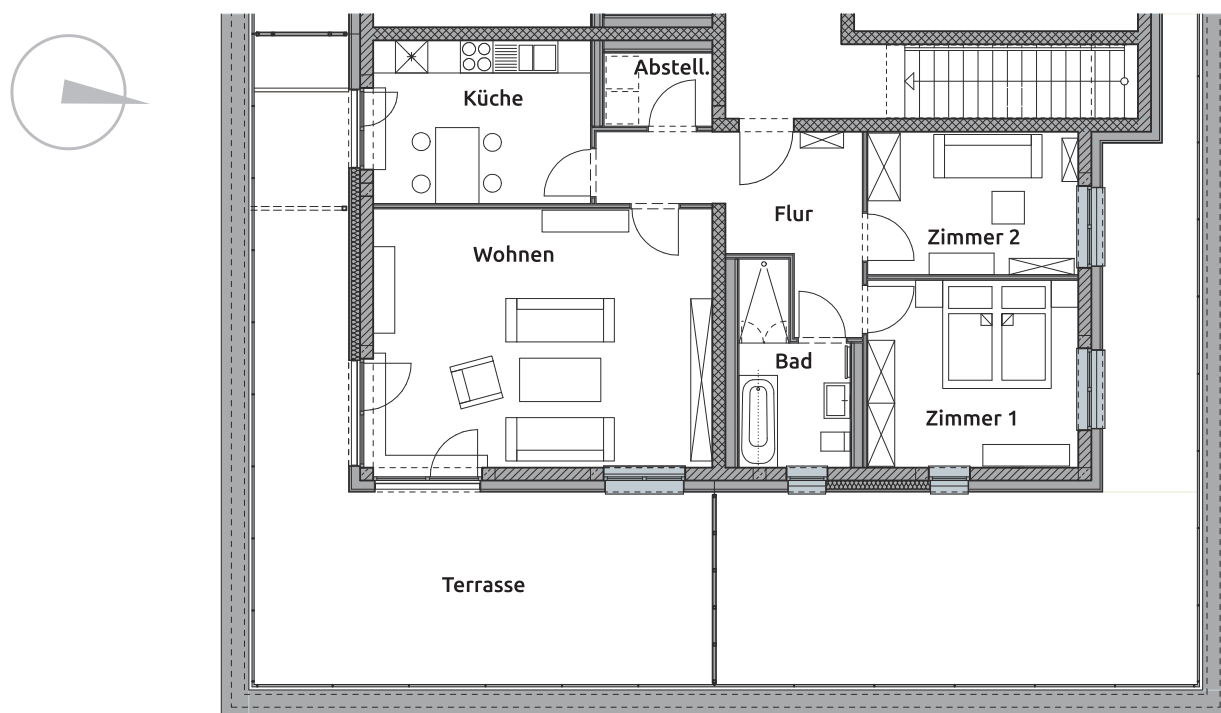 Abstell.
Küche
Flur
Zimmer 2
Wohnen
Bad
Zimmer 1
Terrasse